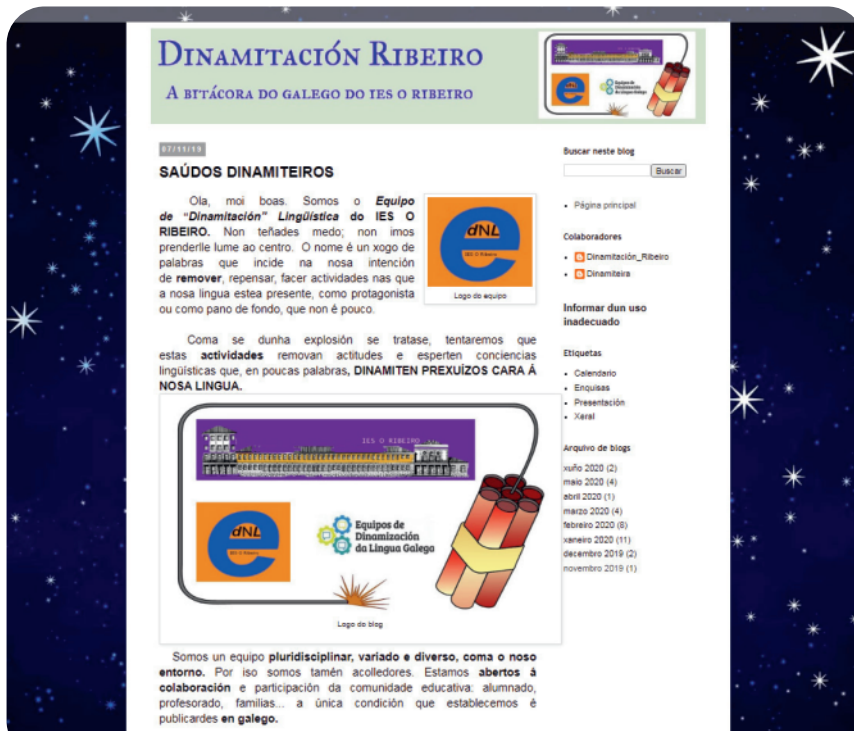 DINAMITACIÓN RIBEIRO
A BITÁCORA DO GALEGO DO IES O RIBEIRO
07/11/19
SAÚDOS DINAMITEIROS
Ola, moi boas. Somos o Equipo
de “Dinamitación” Lingüística do IES O
RIBEIRO. Non teñades medo; non imos
prenderlle lume ao centro. O nome é un xogo de
palabras que incide na nosa intención
de remover, repensar, facer actividades nas que
a nosa lingua estea presente, como protagonista
ou como pano de fondo, que non é pouco.
dNL
IES O Ribeiro
Logo do equipo
Coma se dunha explosión se tratase, tentaremos que
estas actividades removan actitudes e esperten conciencias
lingüísticas que, en poucas palabras, DINAMITEN PREXUÍZOS CARA Á
NOSA LINGUA.
IES O RIBEIRO
dNL
IES O Ribeiro
Equipos de
Dinamización
da Lingua Galega
Logo do blog
Somos un equipo pluridisciplinar, variado e diverso, coma o noso
entorno. Por iso somos tamén acolledores. Estamos abertos á
colaboración e participación da comunidade educativa: alumnado,
profesorado, familias... a única condición que establecemos é
publicardes en galego.
Buscar neste blog
Buscar
Página principal
Colaboradores
Dinamitación_Ribeiro
Dinamiteira
Informar dun uso
inadecuado
Etiquetas
Calendario
Enquisas
Presentación
Xeral
Arquivo de blogs
xuño 2020 (2)
maio 2020 (4)
abril 2020 (1)
marzo 2020 (4)
febreiro 2020 (6)
xaneiro 2020 (11)
decembro 2019 (2)
novembro 2019 (1)